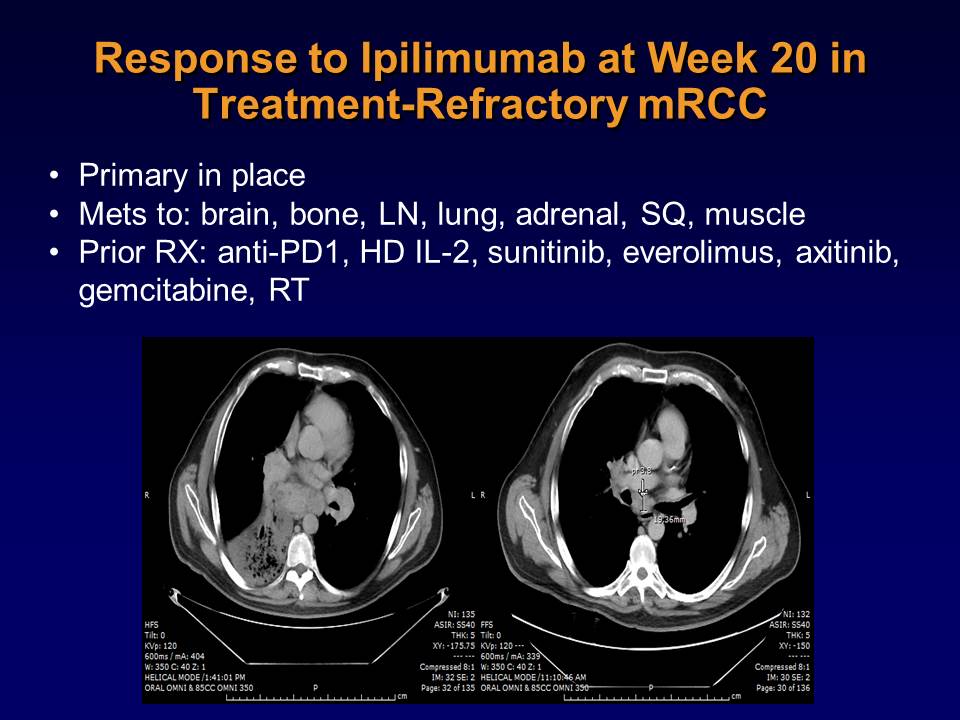 Response to Ipilimumab at Week 20 in
Treatment-Refractory mRCC
• Primary in place
• Mets to: brain, bone, LN, lung, adrenal, SQ, muscle
• Prior RX: anti-PD1, HD IL-2, sunitinib, everolimus, axitinib,
gemcitabine, RT
R
L
HFS
Tilt: 0
KVp: 120
600ms / mA: 404
W: 350 C: 40 Z: 1
HELICAL MODE /1:41:01 PM
ORAL OMNI & 85CC OMNI 350
NI: 135
ASIR: SS40
THK: 5
XY: -175.75
--- ---
Compressed 8:1
IM: 32 SE: 2
Page: 32 of 135
P
cm
R
L
19.36mm
FFS
Tilt: 0
KVp: 120 ---
600ms / mA: 339
W: 350 C: 40 Z: 1
HELICAL MODE /11:10:46 AM
ORAL OMNI & 85CC OMNI 350
NI: 132
ASIR: SS40
THK: 5
XY: -150
--- ---
Compressed 8:1
IM: 30 SE: 2
Page: 30 of 136
P
cm